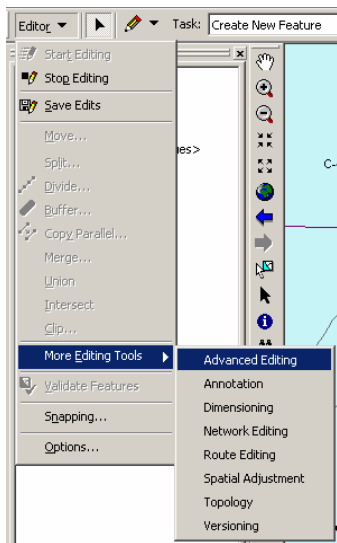 Editor Task: Create New Feature
Start Editing
Stop Editing
Save Edits
Move...
Split...
Divide...
Buffer...
Copy Parallel...
Merge...
Union
Intersect
Clip...
More Editing Tools
Validate Features
Snapping...
Options...
Advanced Editing
Annotation
Dimensioning
Network Editing
Route Editing
Spatial Adjustment
Topology
Versioning
es>
C-